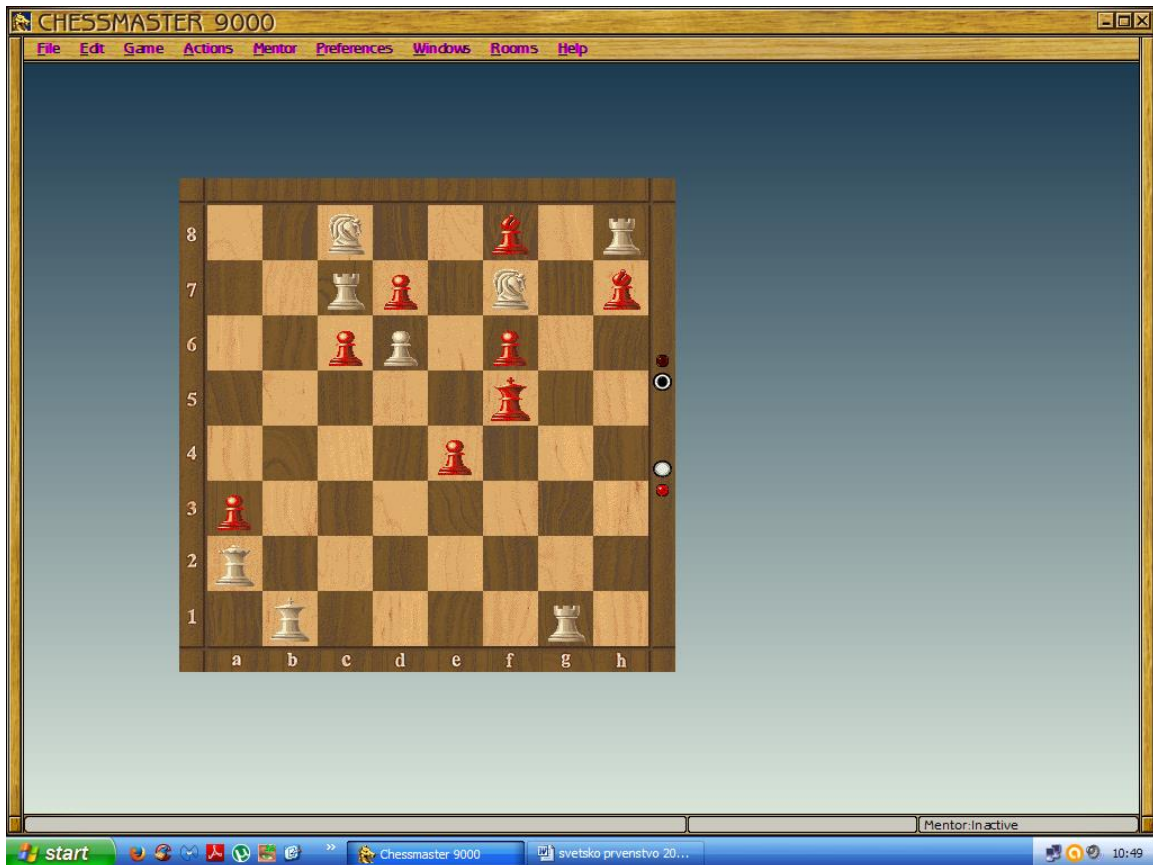 CHESSMASTER 9000
File Edit Game Actions Mentor Preferences Windows Rooms Help
8
7
6
5
4
3
2
1
a b c d e f g h
Mentor:Inactive
start » Chessmaster 9000 svetsko prvenstvo 20... 10:49